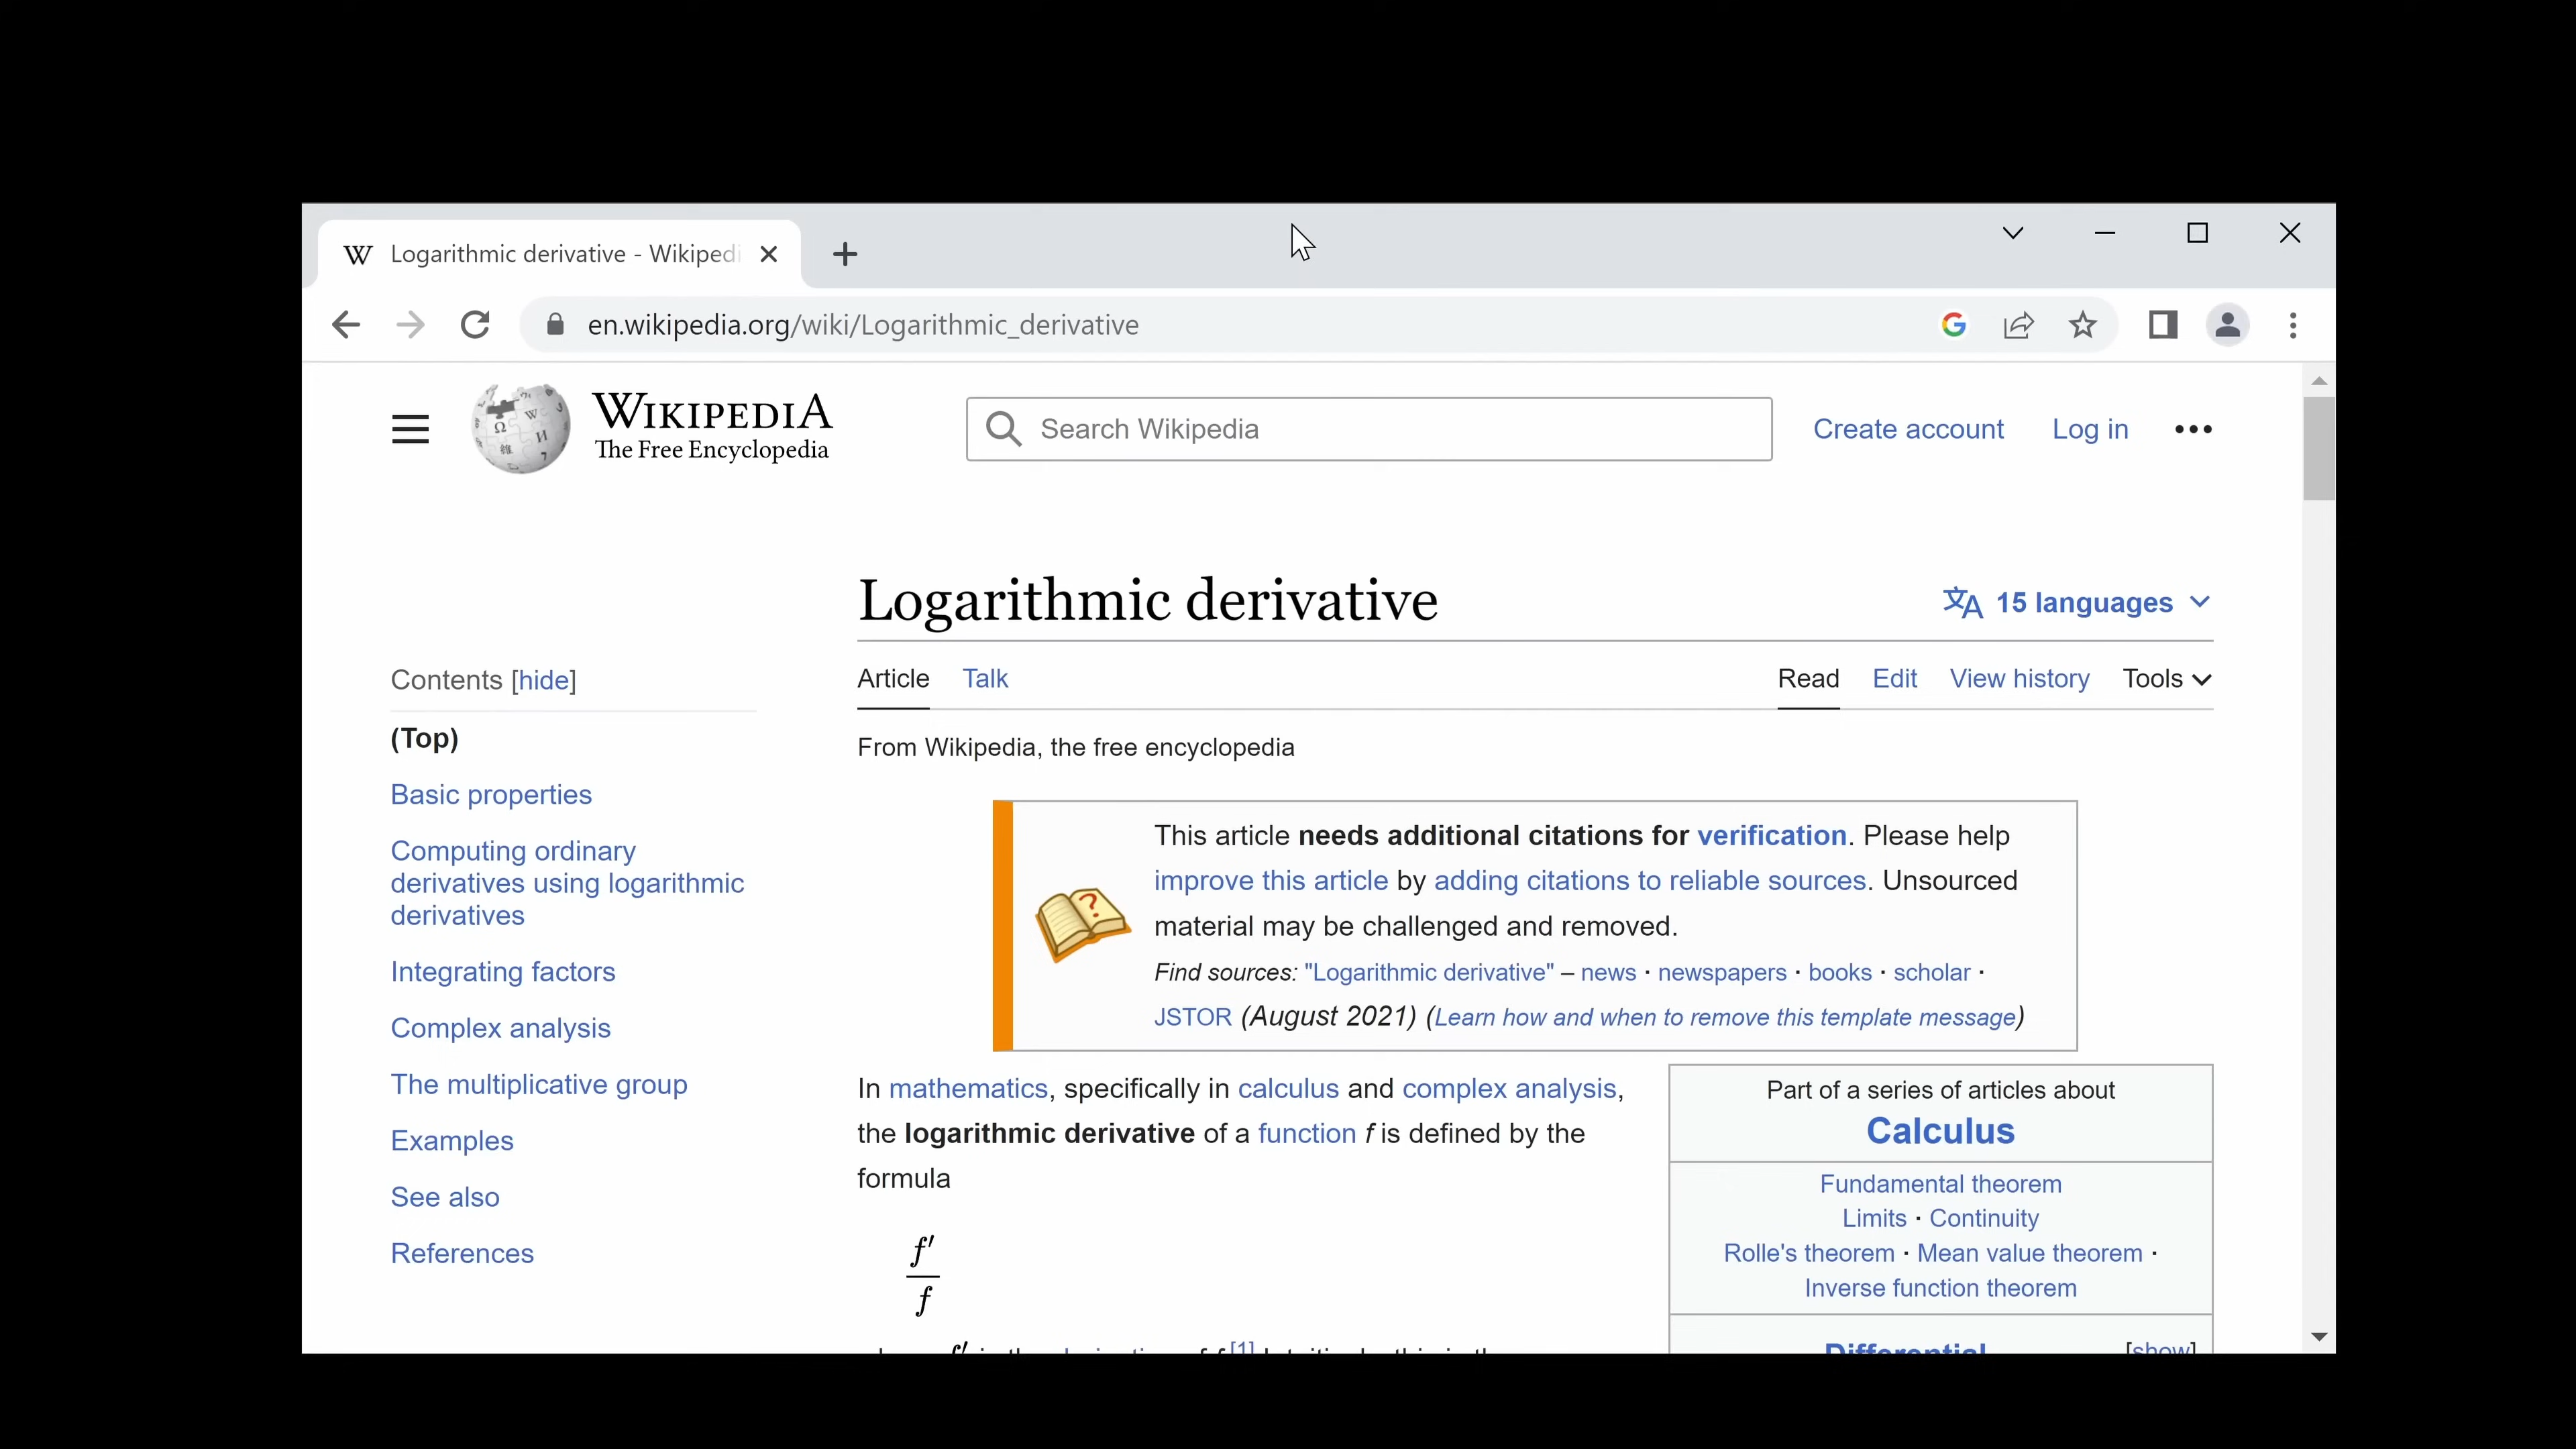 Logarithmic derivative - Wikipedi
en.wikipedia.org/wiki/Logarithmic_derivative
WIKIPEDIA
The Free Encyclopedia
Search Wikipedia
Create account
Log in
Logarithmic derivative
15 languages
Article
Talk
Read
Edit
View history
Tools
From Wikipedia, the free encyclopedia
Contents [hide]
(Top)
Basic properties
Computing ordinary
derivatives using logarithmic
derivatives
Integrating factors
Complex analysis
The multiplicative group
Examples
See also
References
This article needs additional citations for verification. Please help
improve this article by adding citations to reliable sources. Unsourced
material may be challenged and removed.
Find sources: "Logarithmic derivative" – news · newspapers · books · scholar ·
JSTOR (August 2021) (Learn how and when to remove this template message)
In mathematics, specifically in calculus and complex analysis,
the logarithmic derivative of a function f is defined by the
formula
f′
f
Part of a series of articles about
Calculus
Fundamental theorem
Limits · Continuity
Rolle's theorem · Mean value theorem ·
Inverse function theorem
Differential
[show]